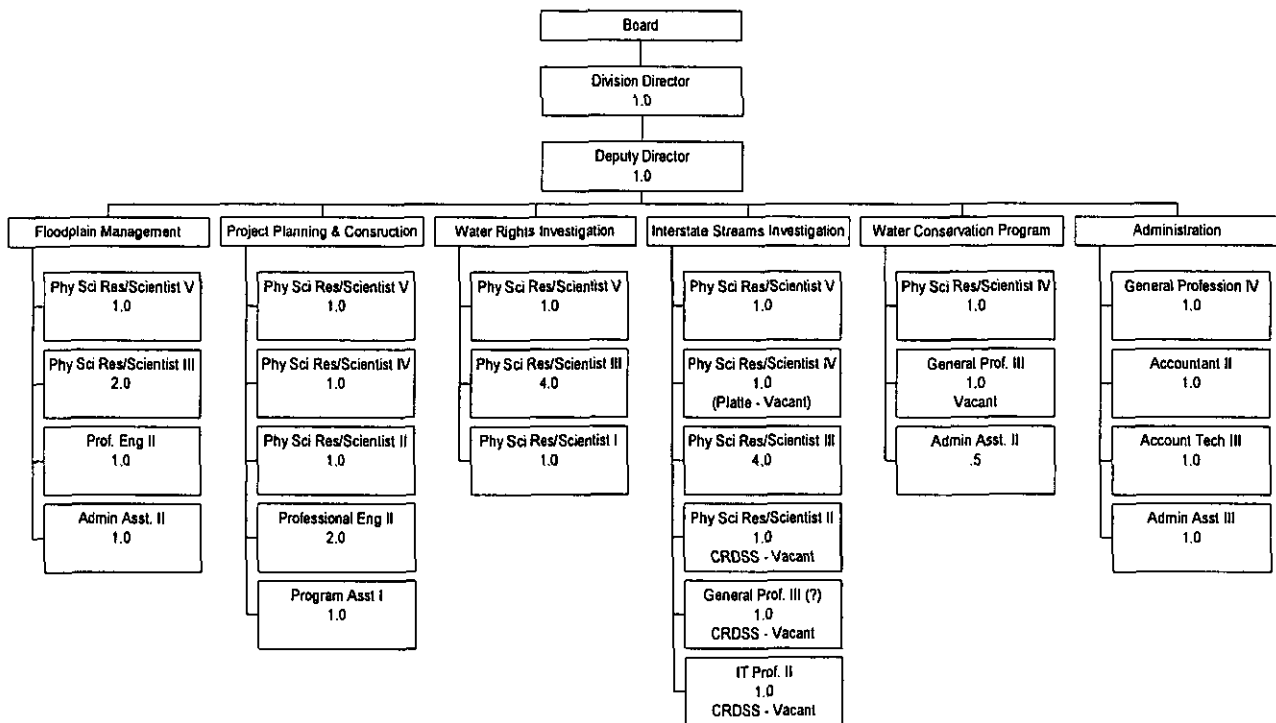 Board
Division Director
1.0
Deputy Director
1.0
Floodplain Management
Phy Sci Res/Scientist V
1.0
Phy Sci Res/Scientist III
2.0
Prof. Eng II
1.0
Admin Asst. II
1.0
Project Planning & Consruction
Phy Sci Res/Scientist V
1.0
Phy Sci Res/Scientist IV
1.0
Phy Sci Res/Scientist II
1.0
Professional Eng II
2.0
Program Asst I
1.0
Water Rights Investigation
Phy Sci Res/Scientist V
1.0
Phy Sci Res/Scientist III
4.0
Phy Sci Res/Scientist I
1.0
Interstate Streams Investigation
Phy Sci Res/Scientist V
1.0
Phy Sci Res/Scientist IV
1.0
(Platte - Vacant)
Phy Sci Res/Scientist III
4.0
Phy Sci Res/Scientist II
1.0
CRDSS - Vacant
General Prof. III (?)
1.0
CRDSS - Vacant
IT Prof. II
1.0
CRDSS - Vacant
Water Conservation Program
Phy Sci Res/Scientist IV
1.0
General Prof. III
1.0
Vacant
Admin Asst. II
.5
Administration
General Profession IV
1.0
Accountant II
1.0
Account Tech III
1.0
Admin Asst III
1.0